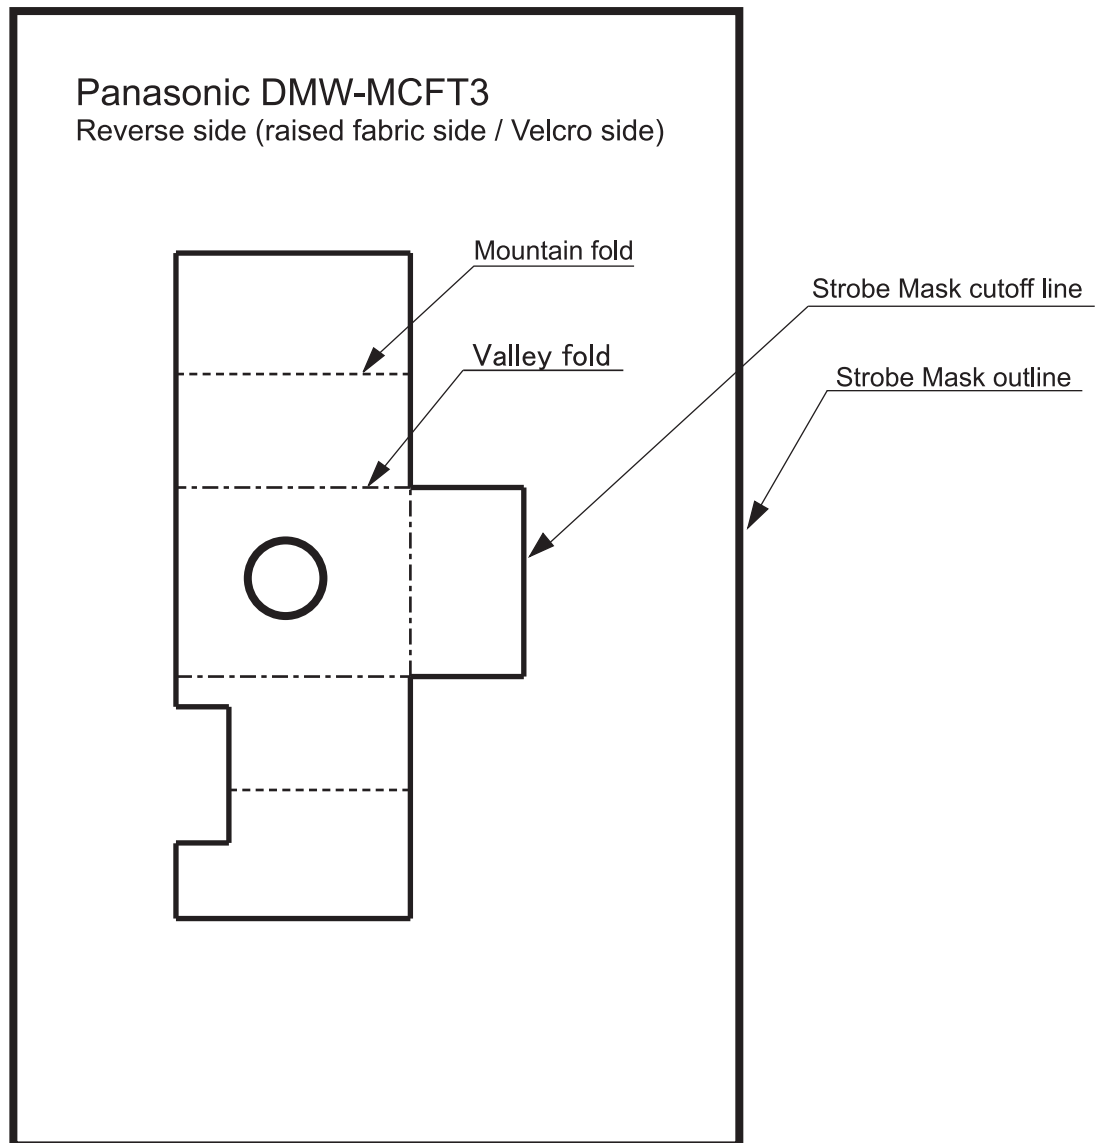 Panasonic DMW-MCFT3
Reverse side (raised fabric side / Velcro side)
Mountain fold
Strobe Mask cutoff line
Valley fold
Strobe Mask outline